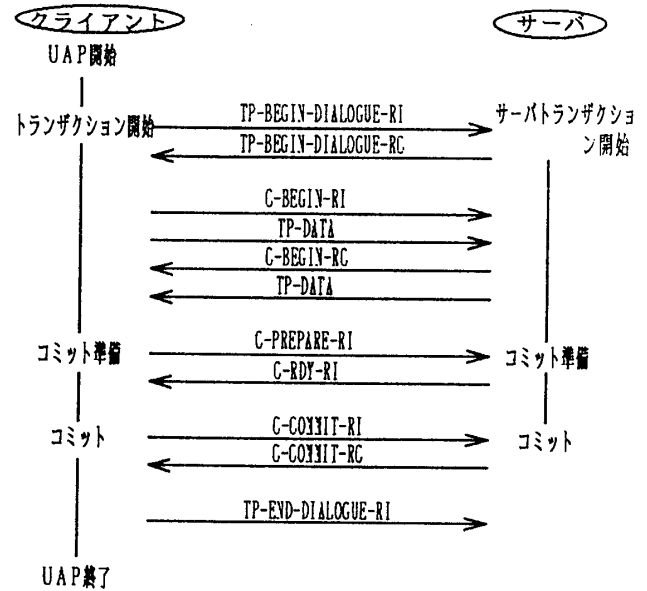 クライアント
サーバ
UAP開始
トランザクション開始
TP-BEGIN-DIALOGUE-RI
サーバトランザクショ
ン開始
TP-BEGIN-DIALOGUE-RC
C-BEGIN-RI
TP-DATA
C-BEGIN-RC
TP-DATA
コミット準備
C-PREPARE-RI
コミット準備
C-RDY-RI
コミット
C-COMMIT-RI
コミット
C-COMMIT-RC
TP-END-DIALOGUE-RI
UAP終了